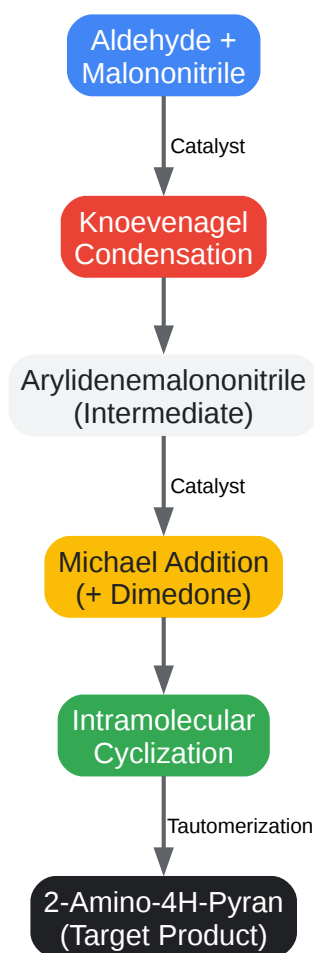 Aldehyde +
Malononitrile
Catalyst
Knoevenagel
Condensation
Arylidenemalononitrile
(Intermediate)
Catalyst
Michael Addition
(+ Dimedone)
Intramolecular
Cyclization
Tautomerization
2-Amino-4H-Pyran
(Target Product)